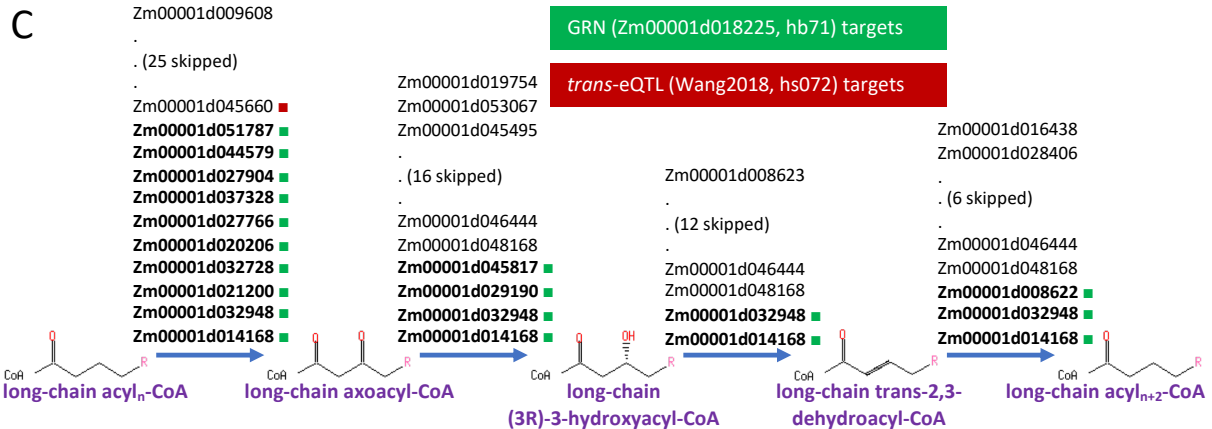 C
GRN (Zm00001d018225, hb71) targets
trans-eQTL (Wang2018, hs072) targets
Zm00001d009608
.
. (25 skipped)
.
Zm00001d045660
Zm00001d051787
Zm00001d044579
Zm00001d027904
Zm00001d037328
Zm00001d027766
Zm00001d020206
Zm00001d032728
Zm00001d021200
Zm00001d032948
Zm00001d014168
Zm00001d019754
Zm00001d053067
Zm00001d045495
.
. (16 skipped)
.
Zm00001d046444
Zm00001d048168
Zm00001d045817
Zm00001d029190
Zm00001d032948
Zm00001d014168
Zm00001d008623
.
. (12 skipped)
.
Zm00001d046444
Zm00001d048168
Zm00001d032948
Zm00001d014168
Zm00001d016438
Zm00001d028406
.
. (6 skipped)
.
Zm00001d046444
Zm00001d048168
Zm00001d008622
Zm00001d032948
Zm00001d014168
O
CoA
R
long-chain acyln-CoA
O O
CoA
R
long-chain axoacyl-CoA
O OH
CoA
R
long-chain
(3R)-3-hydroxyacyl-CoA
O
CoA
R
long-chain trans-2,3-
dehydroacyl-CoA
O
CoA
R
long-chain acyln+2-CoA